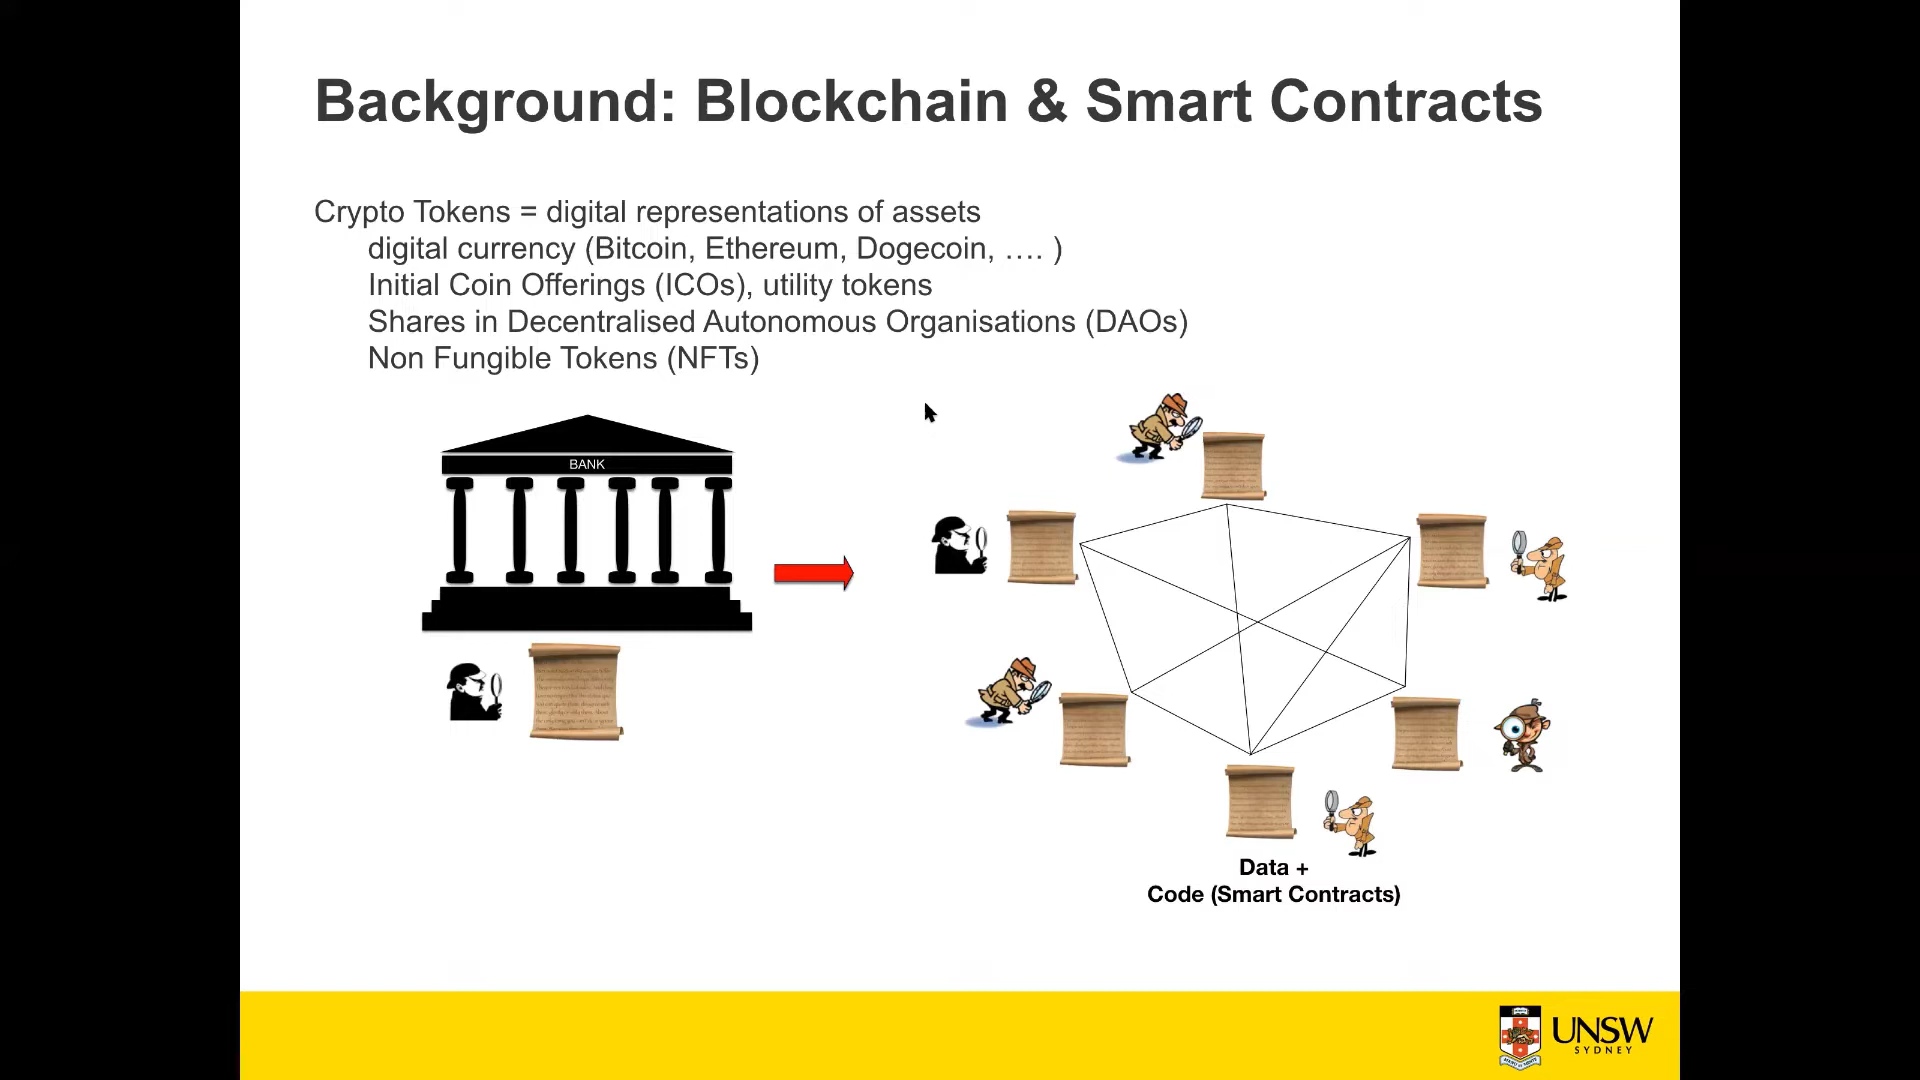 Background: Blockchain & Smart Contracts
Crypto Tokens = digital representations of assets
digital currency (Bitcoin, Ethereum, Dogecoin, .... )
Initial Coin Offerings (ICOs), utility tokens
Shares in Decentralised Autonomous Organisations (DAOs)
Non Fungible Tokens (NFTs)
BANK
Data +
Code (Smart Contracts)
UNSW
SYDNEY